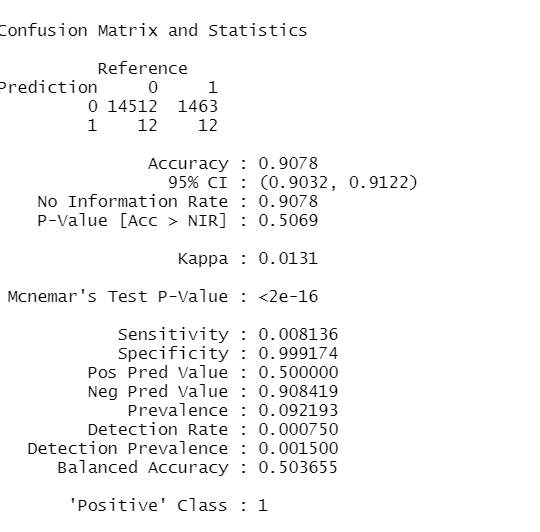 Confusion Matrix and Statistics
Reference
Prediction 0 1
0 14512 1463
1 12 12
Accuracy : 0.9078
95% CI : (0.9032, 0.9122)
No Information Rate : 0.9078
P-Value [Acc > NIR] : 0.5069
Kappa : 0.0131
Mcnemar's Test P-Value : <2e-16
Sensitivity : 0.008136
Specificity : 0.999174
Pos Pred Value : 0.500000
Neg Pred Value : 0.908419
Prevalence : 0.092193
Detection Rate : 0.000750
Detection Prevalence : 0.001500
Balanced Accuracy : 0.503655
'Positive' Class : 1